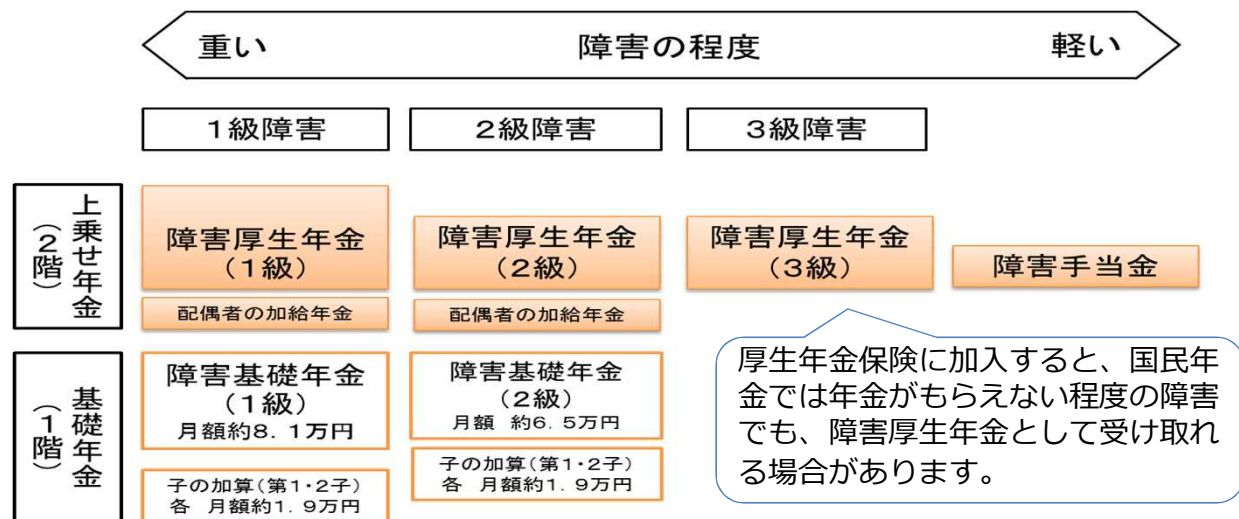 重い 障害の程度 軽い
1級障害 2級障害 3級障害
上乗せ年金
(2階)
障害厚生年金
(1級)
障害厚生年金
(2級)
障害厚生年金
(3級)
障害手当金
配偶者の加給年金
配偶者の加給年金
基礎年金
(1階)
障害基礎年金
(1級)
月額約8.1万円
障害基礎年金
(2級)
月額 約6.5万円
子の加算(第1・2子)
各 月額約1.9万円
子の加算(第1・2子)
各 月額約1.9万円
厚生年金保険に加入すると、国民年
金では年金がもらえない程度の障害
でも、障害厚生年金として受け取れ
る場合があります。